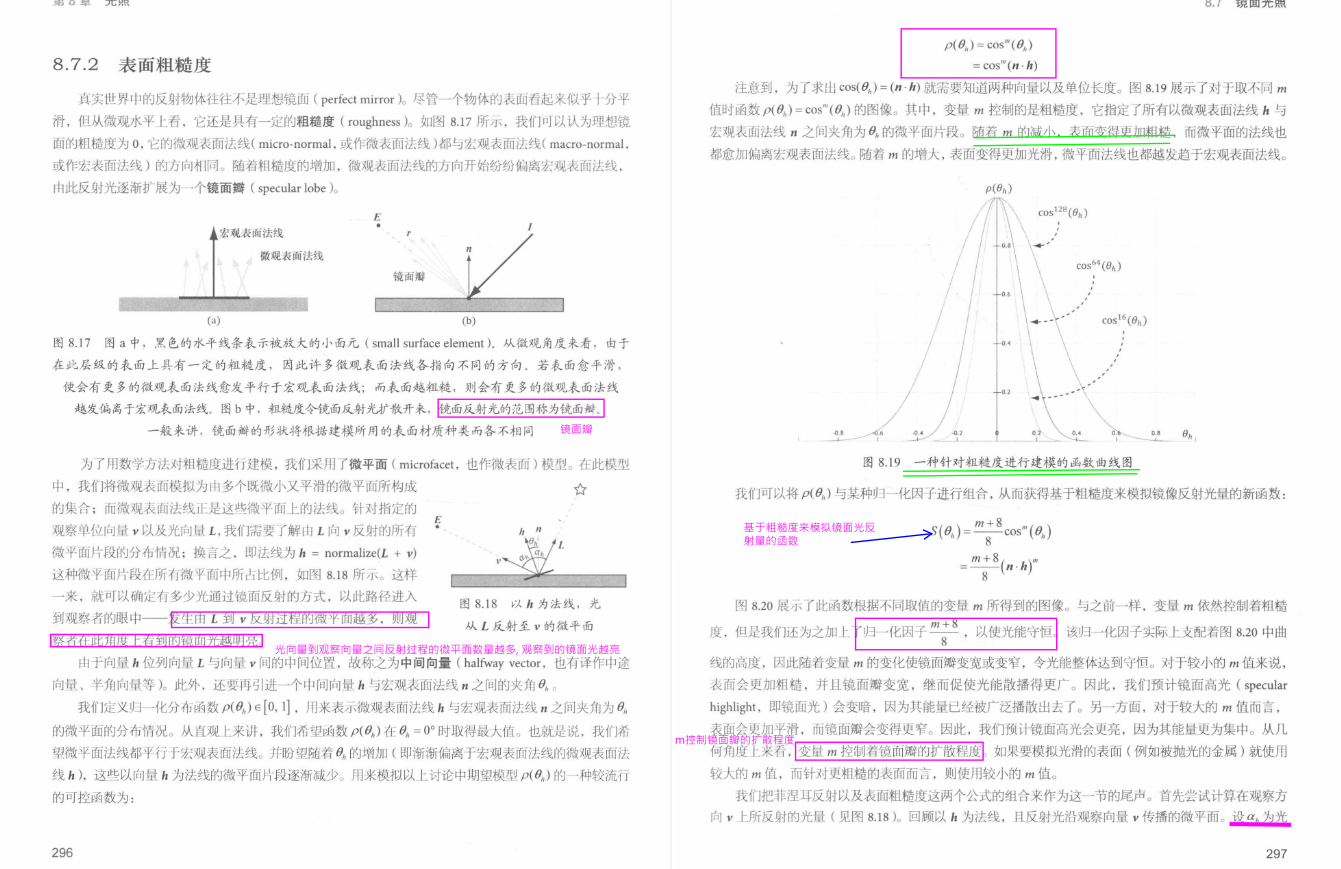 第 8 章　光照
8.7.2　表面粗糙度
真实世界中的反射物体往往不是理想镜面（perfect mirror）。尽管一个物体的表面看起来似乎十分平
滑，但从微观水平上看，它还是具有一定的粗糙度（roughness）。如图 8.17 所示，我们可以认为理想镜
面的粗糙度为 0，它的微观表面法线（micro-normal，或作微表面法线）都与宏观表面法线（macro-normal，
或作宏表面法线）的方向相同。随着粗糙度的增加，微观表面法线的方向开始纷纷偏离宏观表面法线，
由此反射光逐渐扩展为一个镜面瓣（specular lobe）。
宏观表面法线
微观表面法线
(a)
E
r
n
I
镜面瓣
(b)
图 8.17　图 a 中，黑色的水平线条表示被放大的小面元（small surface element）。从微观角度来看，由于
在此层级的表面上具有一定的粗糙度，因此许多微观表面法线各指向不同的方向。若表面愈平滑，
便会有更多的微观表面法线愈发平行于宏观表面法线；而表面越粗糙，则会有更多的微观表面法线
越发偏离于宏观表面法线。图 b 中，粗糙度令镜面反射光扩散开来，镜面反射光的范围称为镜面瓣。
一般来讲，镜面瓣的形状将根据建模所用的表面材质种类而各不相同
镜面瓣
为了用数学方法对粗糙度进行建模，我们采用了微平面（microfacet，也作微表面）模型。在此模型
中，我们将微观表面模拟为由多个既微小又平滑的微平面所构成
的集合；而微观表面法线正是这些微平面上的法线。针对指定的
观察单位向量 v 以及光向量 L，我们需要了解由 L 向 v 反射的所有
微平面片段的分布情况；换言之，即法线为 h = normalize(L + v)
这种微平面片段在所有微平面中所占比例，如图 8.18 所示。这样
一来，就可以确定有多少光通过镜面反射的方式，以此路径进入
到观察者的眼中——发生由 L 到 v 反射过程的微平面越多，则观
察者在此角度上看到的镜面光越明亮。
E
h
n
θh
αh
αh
L
v
图 8.18　以 h 为法线，光
从 L 反射至 v 的微平面
光向量到观察向量之间反射过程的微平面数量越多, 观察到的镜面光越亮
由于向量 h 位列向量 L 与向量 v 间的中间位置，故称之为中间向量（halfway vector，也有译作中途
向量、半角向量等）。此外，还要再引进一个中间向量 h 与宏观表面法线 n 之间的夹角 θh 。
我们定义归一化分布函数 ρ(θh)∈[0,1]，用来表示微观表面法线 h 与宏观表面法线 n 之间夹角为 θh
的微平面的分布情况。从直观上来讲，我们希望函数 ρ(θh) 在 θh = 0° 时取得最大值。也就是说，我们希
望微平面法线都平行于宏观表面法线。并盼望随着 θh 的增加（即渐渐偏离于宏观表面法线的微观表面法
线 h），这些以向量 h 为法线的微平面片段逐渐减少。用来模拟以上讨论中期望模型 ρ(θh) 的一种较流行
的可控函数为：
296
8.7　镜面光照
ρ(θh) = cos^m(θh)
= cos^m(n·h)
注意到，为了求出 cos(θh) = (n·h) 就需要知道两种向量以及单位长度。图 8.19 展示了对于取不同 m
值时函数 ρ(θh) = cos^m(θh) 的图像。其中，变量 m 控制的是粗糙度，它指定了所有以微观表面法线 h 与
宏观表面法线 n 之间夹角为 θh 的微平面片段。随着 m 的减小，表面变得更加粗糙，而微平面的法线也
都愈加偏离宏观表面法线。随着 m 的增大，表面变得更加光滑，微平面法线也都越发趋于宏观表面法线。
ρ(θh)
cos^128(θh)
cos^64(θh)
cos^16(θh)
0.8
0.6
0.4
0.2
-0.8 -0.6 -0.4 -0.2 0 0.2 0.4 0.6 0.8 θh
图 8.19　一种针对粗糙度进行建模的函数曲线图
我们可以将 ρ(θh) 与某种归一化因子进行组合，从而获得基于粗糙度来模拟镜像反射光量的新函数：
基于粗糙度来模拟镜面光反
射量的函数
S(θh) = (m+8)/8 cos^m(θh)
= (m+8)/8 (n·h)^m
图 8.20 展示了此函数根据不同取值的变量 m 所得到的图像。与之前一样，变量 m 依然控制着粗糙
度，但是我们还为之加上了归一化因子 (m+8)/8 ，以使光能守恒。该归一化因子实际上支配着图 8.20 中曲
线的高度，因此随着变量 m 的变化使镜面瓣变宽或变窄，令光能整体达到守恒。对于较小的 m 值来说，
表面会更加粗糙，并且镜面瓣变宽，继而促使光能散播得更广。因此，我们预计镜面高光（specular
highlight，即镜面光）会变暗，因为其能量已经被广泛播散出去了。另一方面，对于较大的 m 值而言，
表面会更加平滑，而镜面瓣会变得更窄。因此，我们预计镜面高光会更亮，因为其能量更为集中。从几
m控制镜面瓣的扩散程度
何角度上来看，变量 m 控制着镜面瓣的扩散程度。如果要模拟光滑的表面（例如被抛光的金属）就使用
较大的 m 值，而针对更粗糙的表面而言，则使用较小的 m 值。
我们把菲涅耳反射以及表面粗糙度这两个公式的组合来作为这一节的尾声。首先尝试计算在观察方
向 v 上所反射的光量（见图 8.18）。回顾以 h 为法线，且反射光沿观察向量 v 传播的微平面。设 αh 为光
297